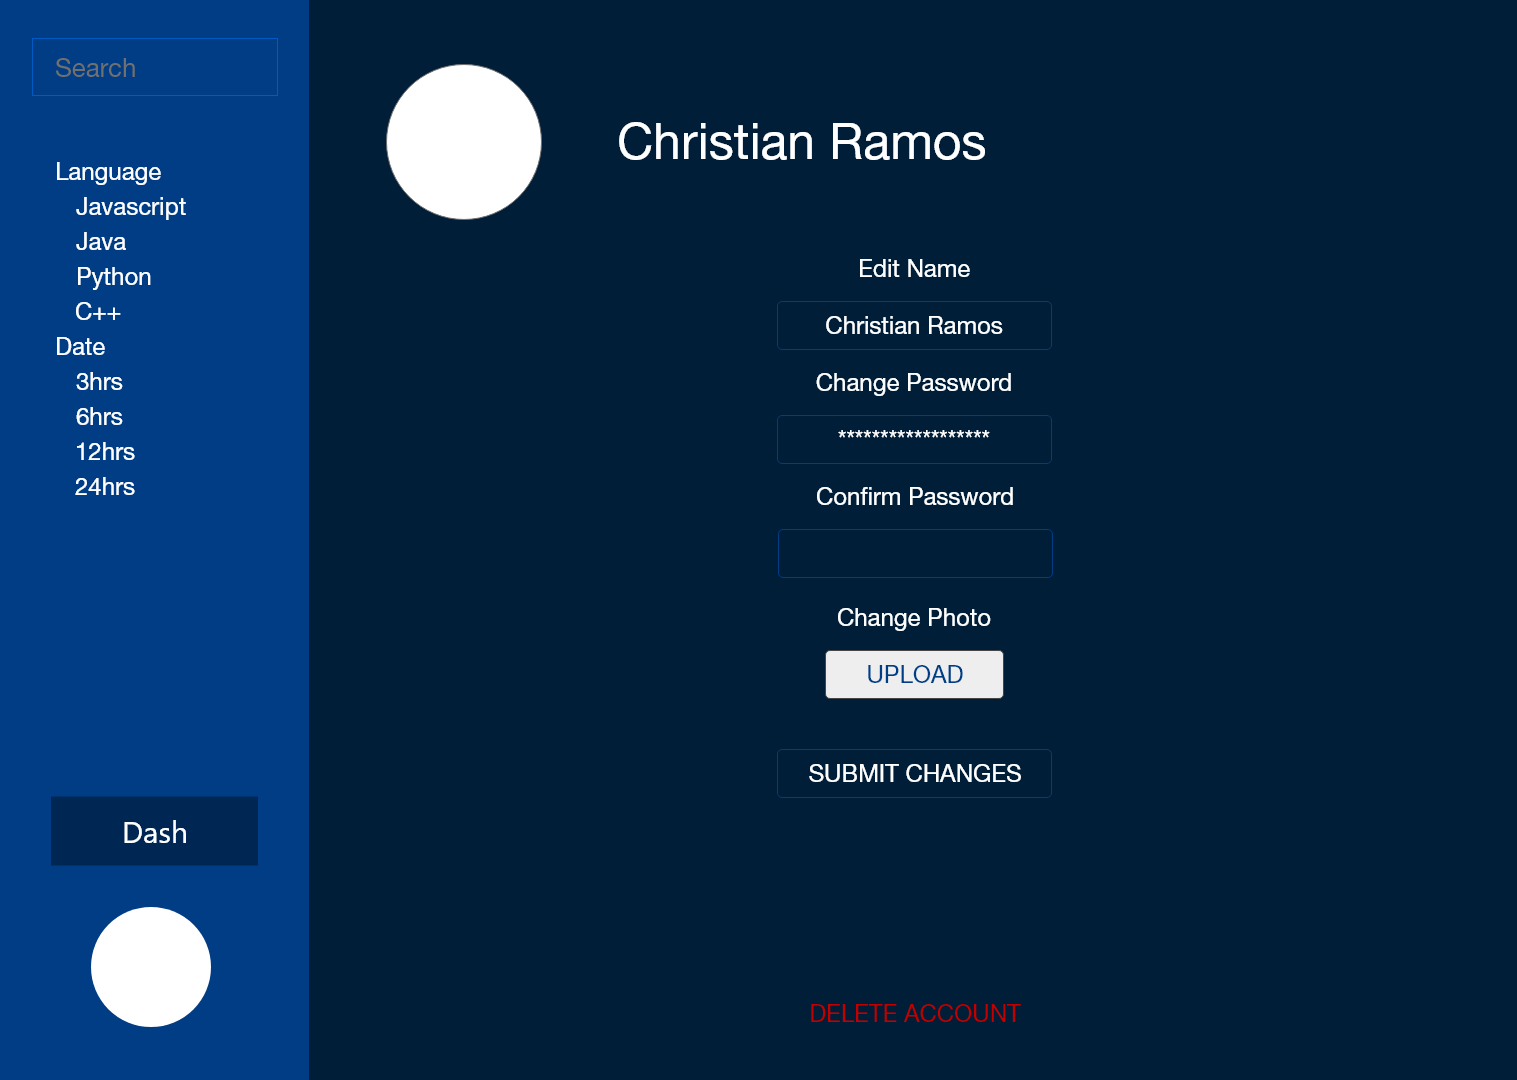 Search
Language
Javascript
Java
Python
C++
Date
3hrs
6hrs
12hrs
24hrs
Dash
Christian Ramos
Edit Name
Christian Ramos
Change Password
******************
Confirm Password
Change Photo
UPLOAD
SUBMIT CHANGES
DELETE ACCOUNT